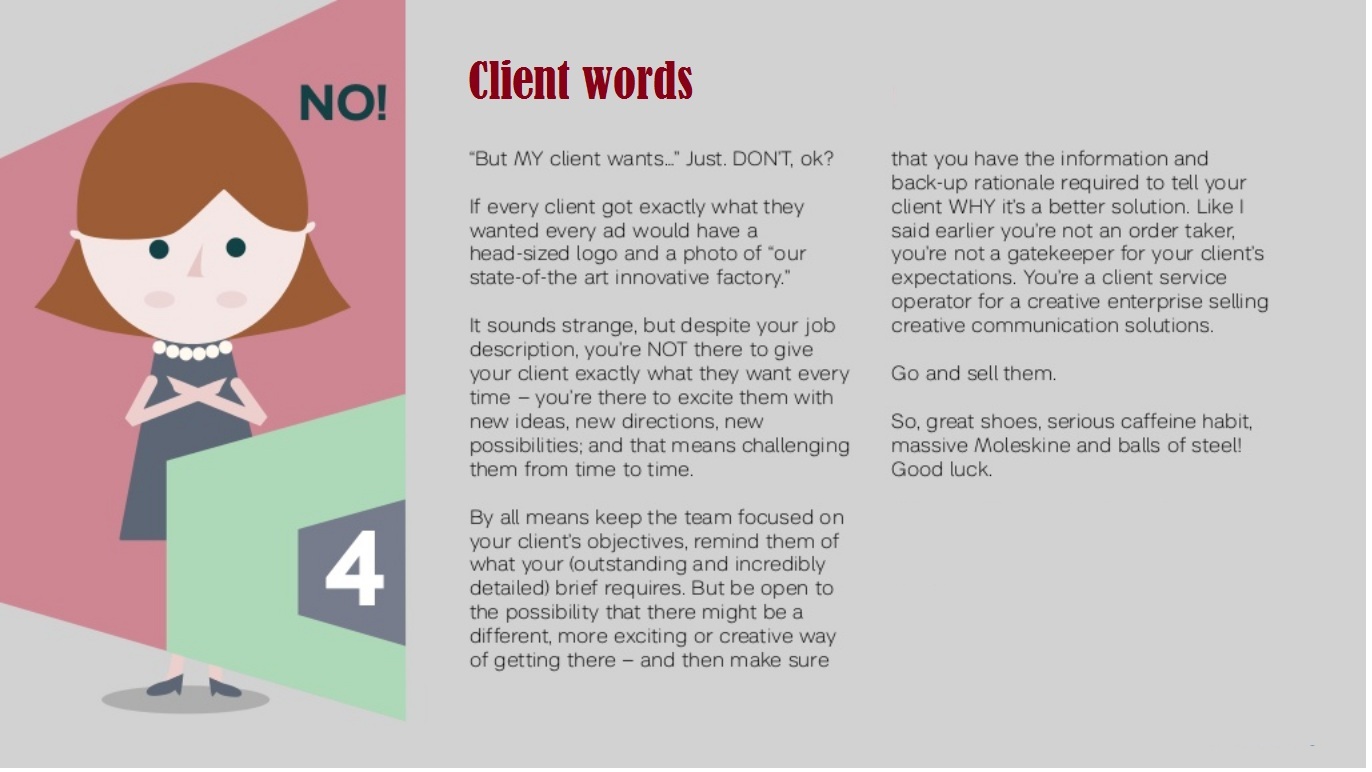 NO!
4
Client words
“But MY client wants...” Just. DON'T, ok?
If every client got exactly what they
wanted every ad would have a
head-sized logo and a photo of “our
state-of-the art innovative factory.”
It sounds strange, but despite your job
description, you're NOT there to give
your client exactly what they want every
time – you're there to excite them with
new ideas, new directions, new
possibilities; and that means challenging
them from time to time.
By all means keep the team focused on
your client's objectives, remind them of
what your (outstanding and incredibly
detailed) brief requires. But be open to
the possibility that there might be a
different, more exciting or creative way
of getting there – and then make sure
that you have the information and
back-up rationale required to tell your
client WHY it's a better solution. Like I
said earlier you're not an order taker,
you're not a gatekeeper for your client's
expectations. You're a client service
operator for a creative enterprise selling
creative communication solutions.
Go and sell them.
So, great shoes, serious caffeine habit,
massive Moleskine and balls of steel!
Good luck.